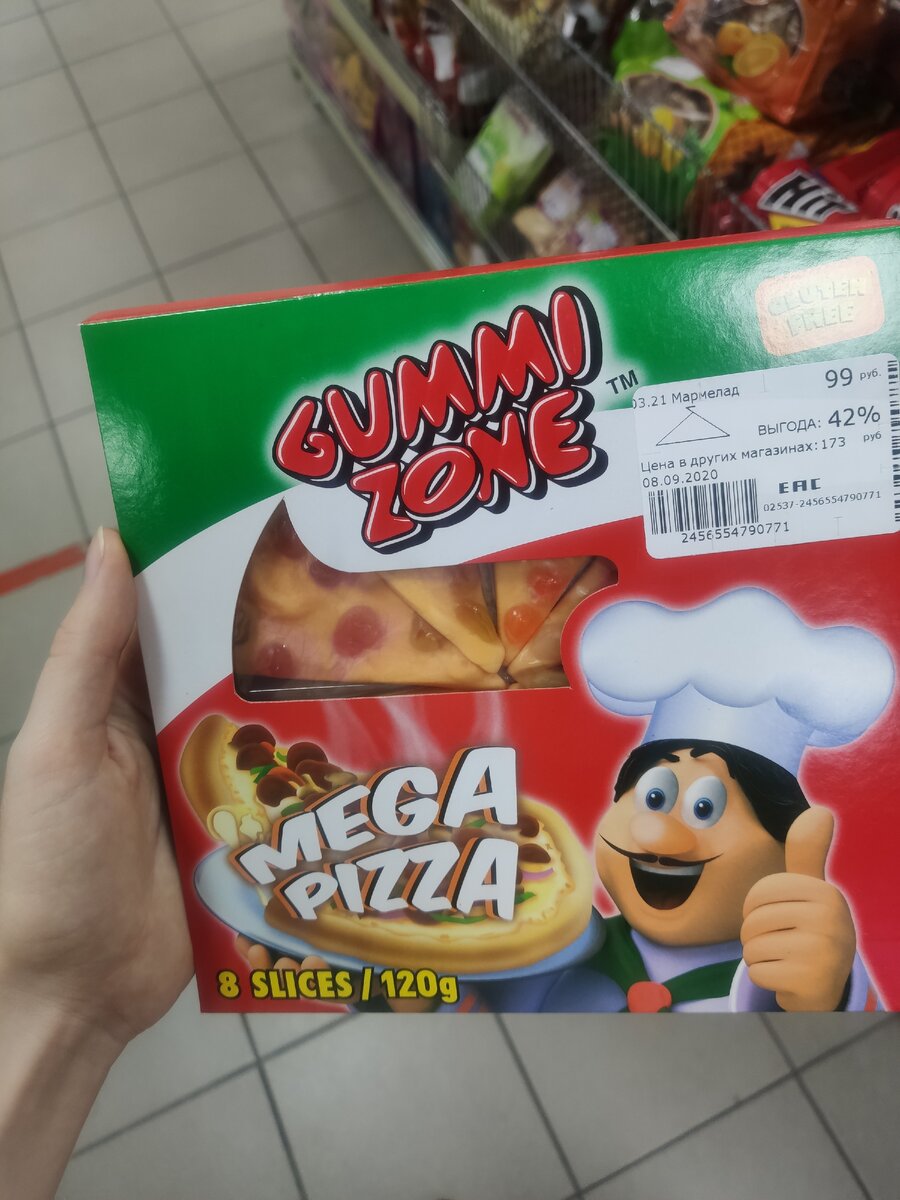 GLUTEN
FREE
GUMMI
ZONE
TM
03.21 Мармелад
99 руб.
ВЫГОДА: 42%
Цена в других магазинах: 173 руб
08.09.2020
EAC
02537-2456554790771
2456554790771
MEGA
PIZZA
8 SLICES / 120g